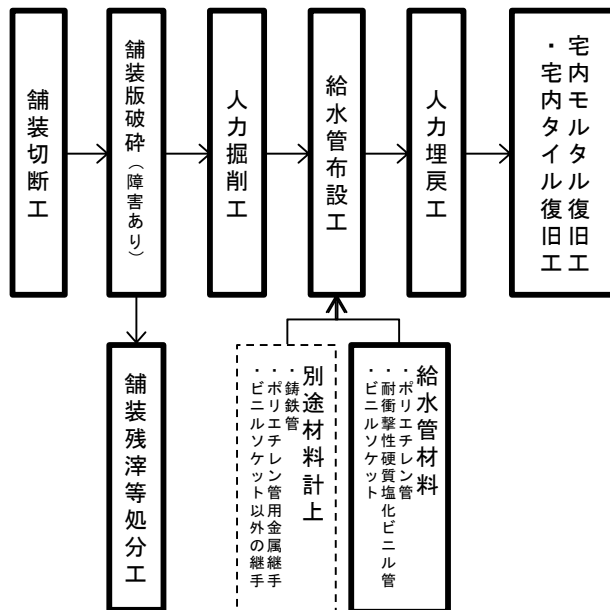 舗装切断工
舗装版破砕（障害あり）
人力掘削工
給水管布設工
人力埋戻工
宅内モルタル復旧工
・宅内タイル復旧工
舗装残滓等処分工
別途材料計上
・鋳鉄管
・ポリエチレン管用金属継手
・ビニルソケット以外の継手
給水管材料
・ポリエチレン管
・耐衝撃性硬質塩化ビニル管
・ビニルソケット